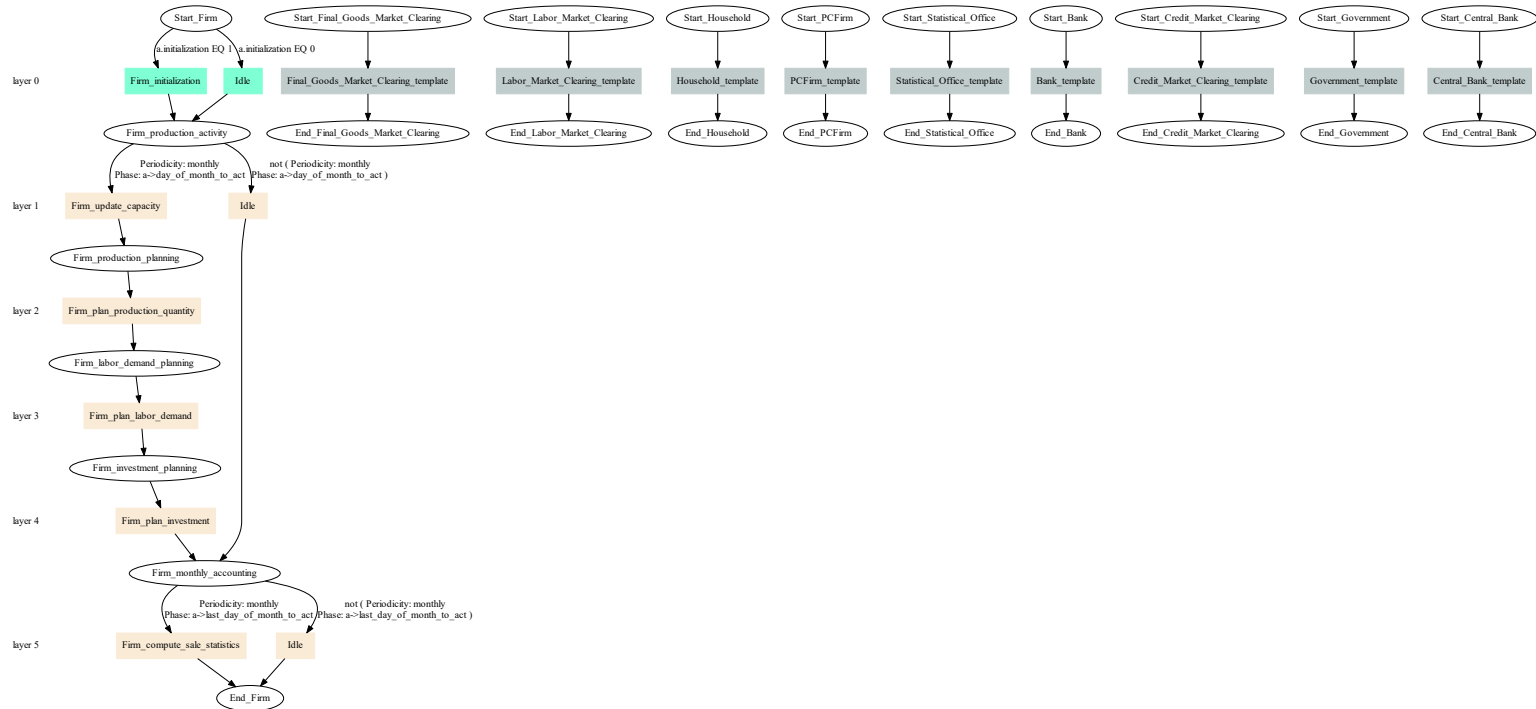 Start_Firm
Start_Final_Goods_Market_Clearing
Start_Labor_Market_Clearing
Start_Household
Start_PCFirm
Start_Statistical_Office
Start_Bank
Start_Credit_Market_Clearing
Start_Government
Start_Central_Bank
a.initialization EQ 1
a.initialization EQ 0
layer 0
Firm_initialization
Idle
Final_Goods_Market_Clearing_template
Labor_Market_Clearing_template
Household_template
PCFirm_template
Statistical_Office_template
Bank_template
Credit_Market_Clearing_template
Government_template
Central_Bank_template
Firm_production_activity
End_Final_Goods_Market_Clearing
End_Labor_Market_Clearing
End_Household
End_PCFirm
End_Statistical_Office
End_Bank
End_Credit_Market_Clearing
End_Government
End_Central_Bank
Periodicity: monthly
Phase: a->day_of_month_to_act
not ( Periodicity: monthly
Phase: a->day_of_month_to_act )
layer 1
Firm_update_capacity
Idle
Firm_production_planning
layer 2
Firm_plan_production_quantity
Firm_labor_demand_planning
layer 3
Firm_plan_labor_demand
Firm_investment_planning
layer 4
Firm_plan_investment
Firm_monthly_accounting
Periodicity: monthly
Phase: a->last_day_of_month_to_act
not ( Periodicity: monthly
Phase: a->last_day_of_month_to_act )
layer 5
Firm_compute_sale_statistics
Idle
End_Firm